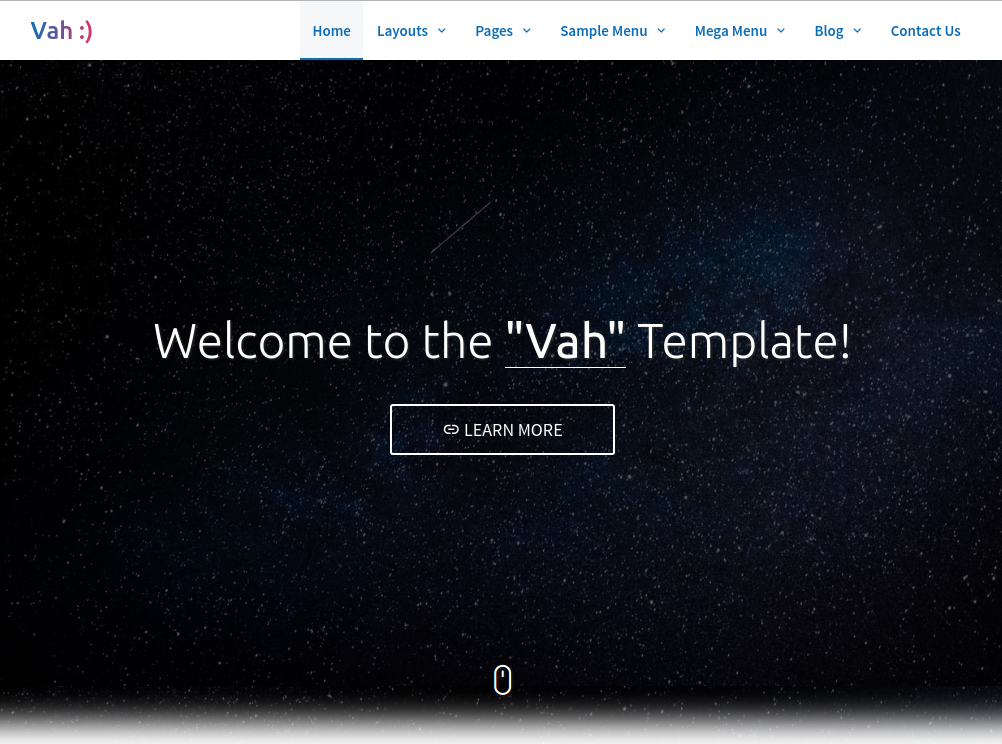 Vah :)
Home Layouts Pages Sample Menu Mega Menu Blog Contact Us
Welcome to the "Vah" Template!
LEARN MORE